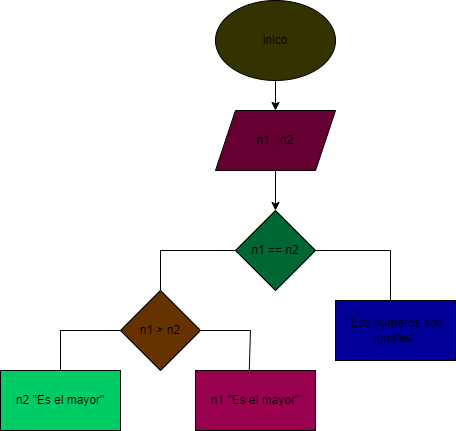 inico
n1 , n2
n1 == n2
n1 > n2
"Los numeros son
iguales"
n2 "Es el mayor"
n1 "Es el mayor"